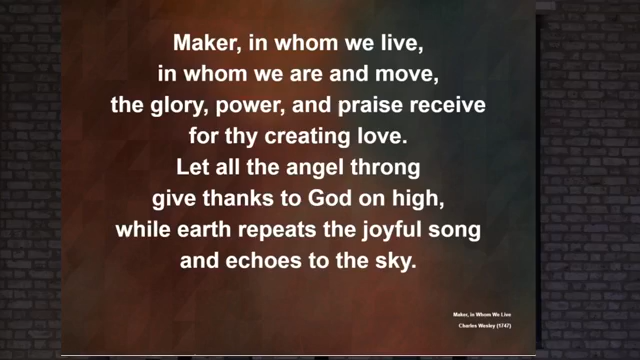 Maker, in whom we live,
in whom we are and move,
the glory, power, and praise receive
for thy creating love.
Let all the angel throng
give thanks to God on high,
while earth repeats the joyful song
and echoes to the sky.
Maker, in Whom We Live
Charles Wesley (1747)